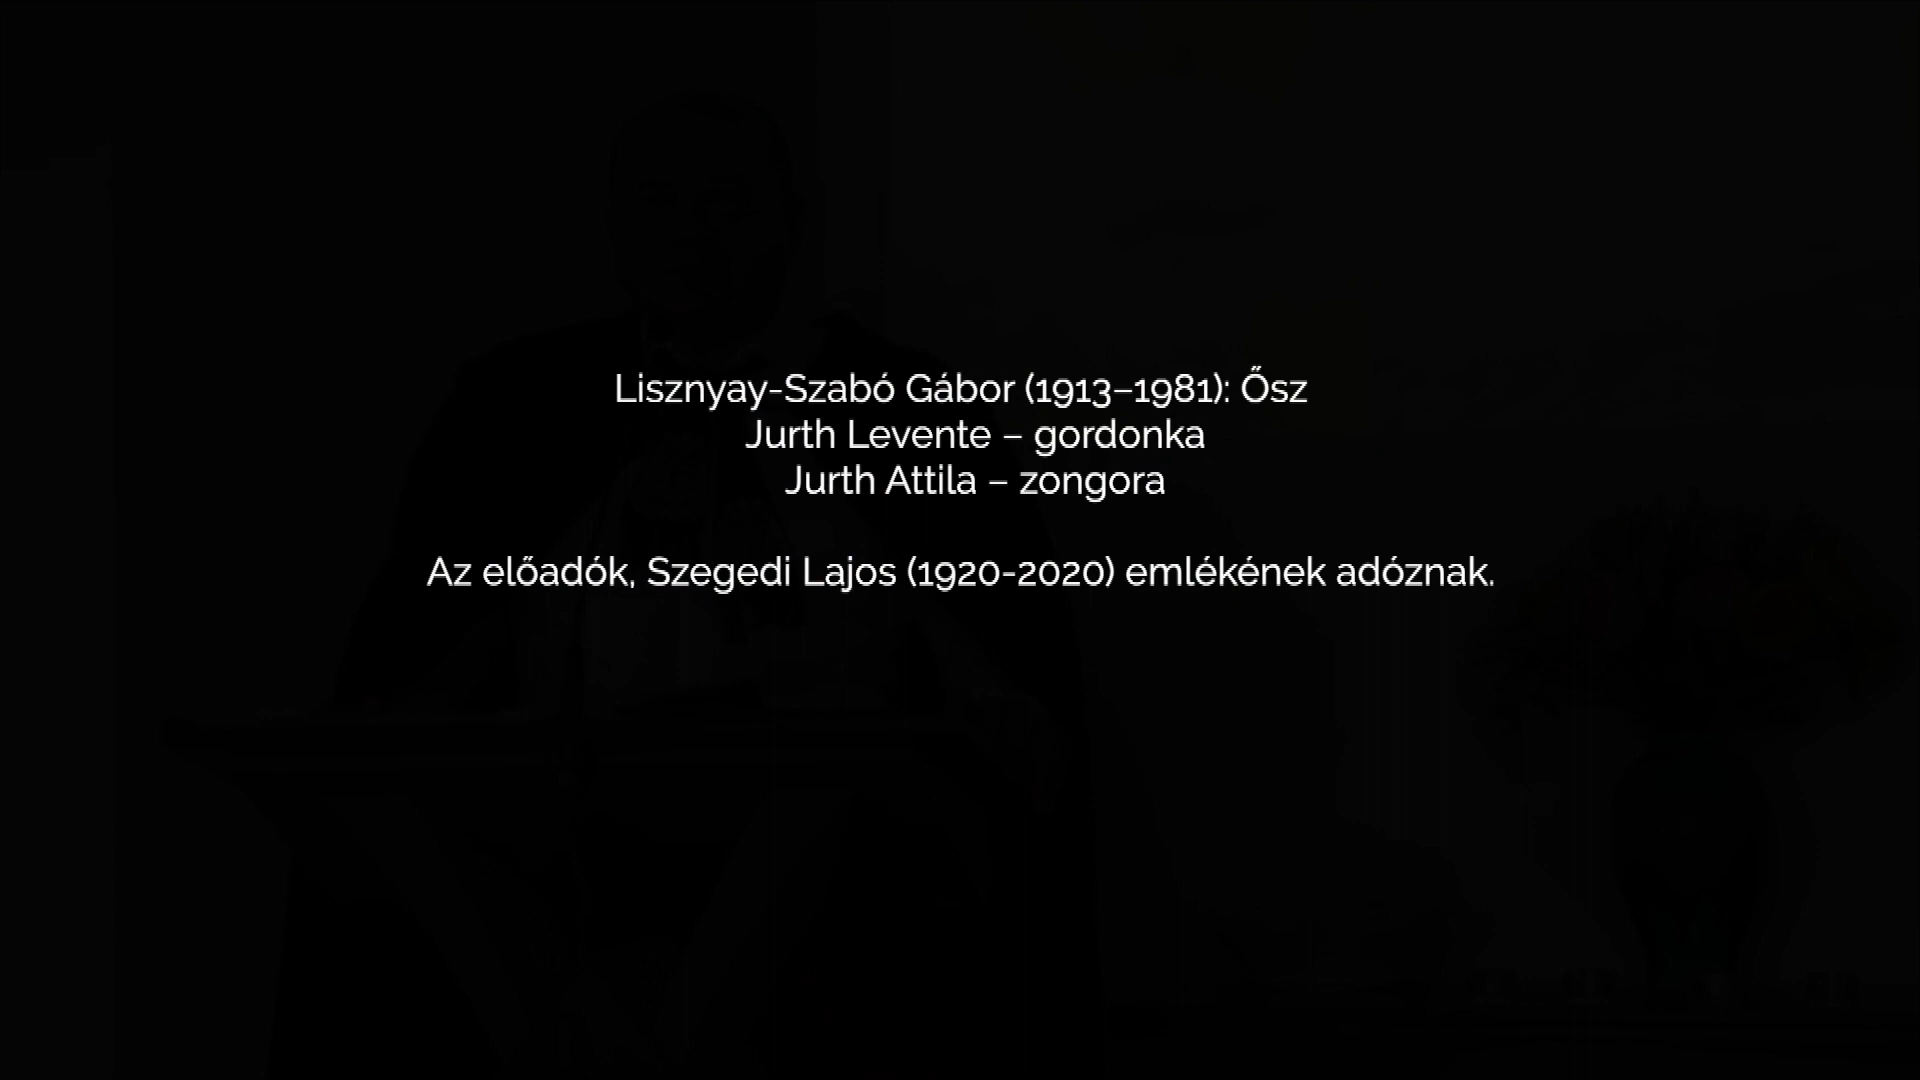 Lisznyay-Szabó Gábor (1913–1981): Ősz
Jurth Levente – gordonka
Jurth Attila – zongora
Az előadók, Szegedi Lajos (1920-2020) emlékének adóznak.